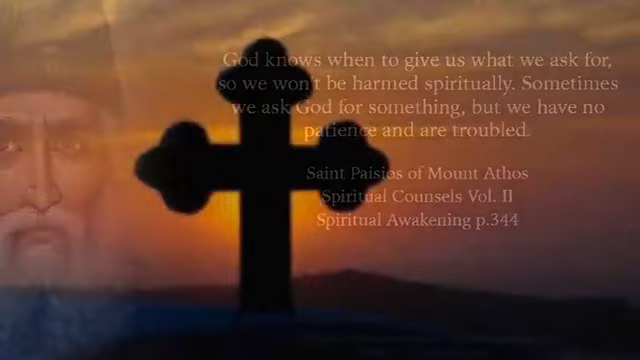 God knows when to give us what we ask for,
so we won't be harmed spiritually. Sometimes
we ask God for something, but we have no
patience and are troubled.
Saint Paisios of Mount Athos
Spiritual Counsels Vol. II
Spiritual Awakening p.344